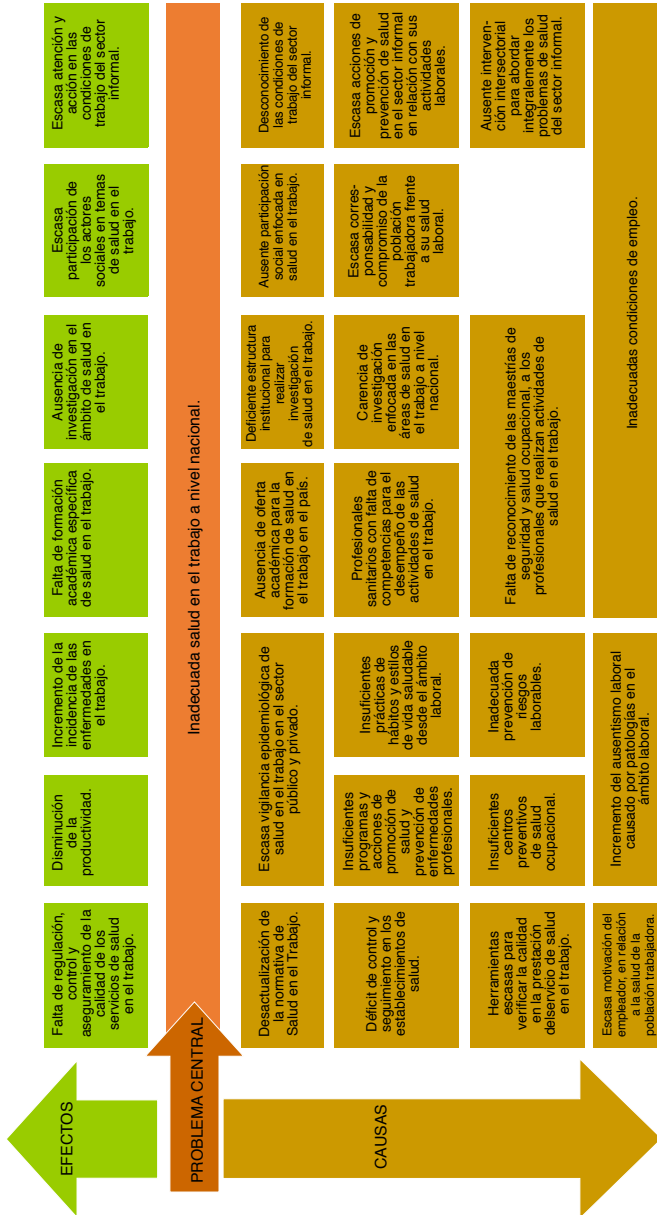 EFECTOS
Falta de regulación,
control y
aseguramiento de la
calidad de los
servicios de salud
en el trabajo.
Disminución
de la
productividad.
Incremento de la
incidencia de las
enfermedades en
el trabajo.
Falta de formación
académica específica
de salud en el trabajo.
Ausencia de
investigación en el
ámbito de salud en
el trabajo.
Escasa
participación de
los actores
sociales en temas
de salud en el
trabajo.
Escasa atención y
acción en las
condiciones de
trabajo del sector
informal.
PROBLEMA CENTRAL
Inadecuada salud en el trabajo a nivel nacional.
CAUSAS
Desactualización de
la normativa de
Salud en el Trabajo.
Escasa vigilancia epidemiológica de
salud en el trabajo en el sector
público y privado.
Ausencia de oferta
académica para la
formación de salud en
el trabajo en el país.
Deficiente estructura
institucional para
realizar
investigación
de salud en el trabajo.
Ausente participación
social enfocada en
salud en el trabajo.
Desconocimiento de
las condiciones de
trabajo del sector
informal.
Déficit de control y
seguimiento en los
establecimientos de
salud.
Insuficientes
programas y
acciones de
promoción de
salud y
prevención de
enfermedades
profesionales.
Insuficientes
prácticas de
hábitos y estilos
de vida saludable
desde el ámbito
laboral.
Profesionales
sanitarios con falta de
competencias para el
desempeño de las
actividades de salud
en el trabajo.
Carencia de
investigación
enfocada en las
áreas de salud en
el trabajo a nivel
nacional.
Escasa corres-
ponsabilidad y
compromiso de la
población
trabajadora frente
a su salud
laboral.
Escasa acciones de
promoción y
prevención de salud
en el sector informal
en relación con sus
actividades
laborales.
Herramientas
escasas para
verificar la calidad
en la prestación
delservicio de salud
en el trabajo.
Insuficientes
centros
preventivos
de salud
ocupacional.
Inadecuada
prevención de
riesgos
laborables.
Falta de reconocimiento de las maestrías de
seguridad y salud ocupacional, a los
profesionales que realizan actividades de
salud en el trabajo.
Ausente interven-
ción intersectorial
para abordar
integralemente los
problemas de salud
del sector informal.
Escasa motivación del
empleador, en relación
a la salud de la
población trabajadora.
Incremento del ausentismo laboral
causado por patologías en el
ámbito laboral.
Inadecuadas condiciones de empleo.